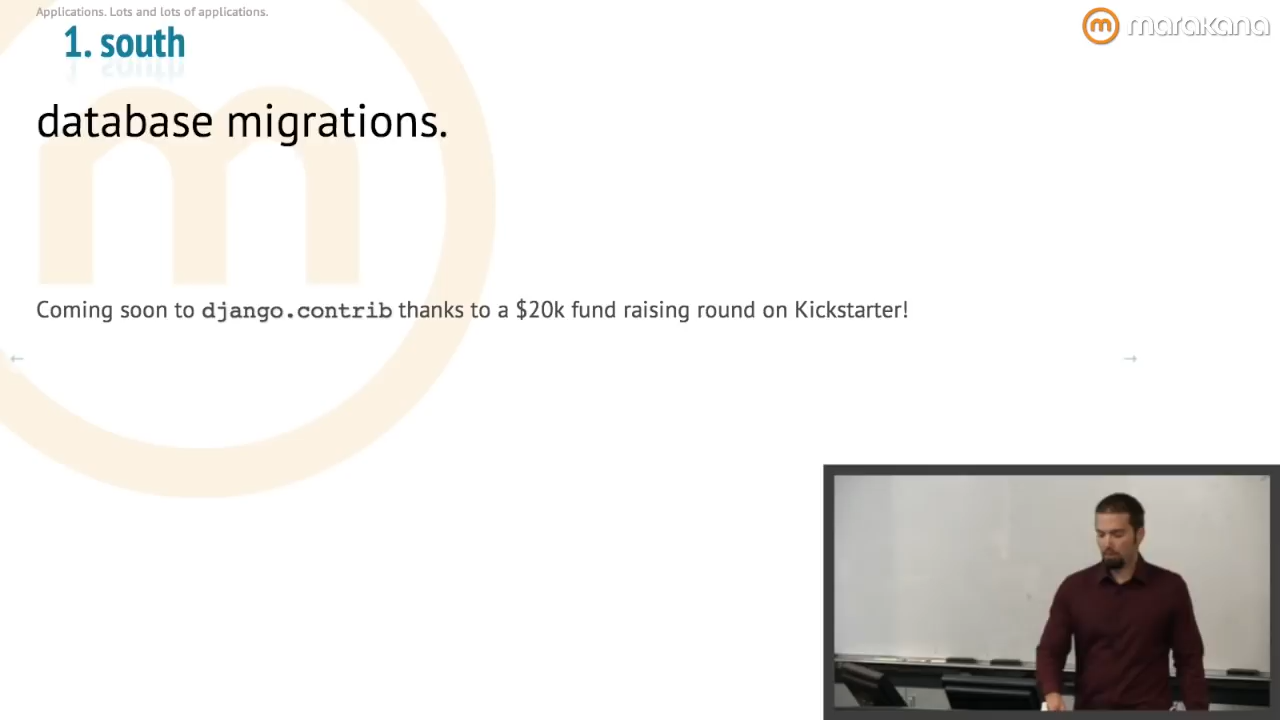 Applications. Lots and lots of applications.
marakana
1. south
database migrations.
Coming soon to django.contrib thanks to a $20k fund raising round on Kickstarter!
← →